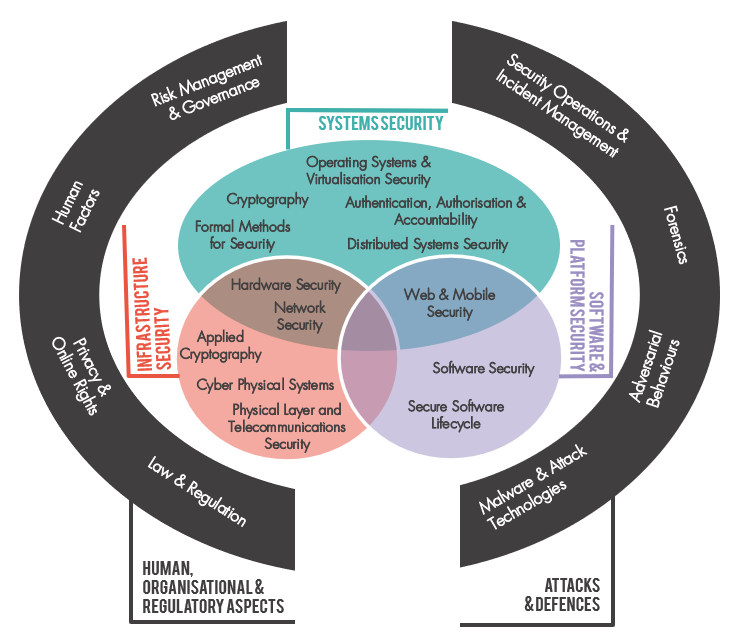 Risk Management
& Governance
Human
Factors
Privacy &
Online Rights
Law & Regulation
HUMAN,
ORGANISATIONAL &
REGULATORY ASPECTS
SYSTEMS SECURITY
Operating Systems &
Virtualisation Security
Cryptography
Authentication, Authorisation &
Accountability
Formal Methods
for Security
Distributed Systems Security
Hardware Security
Network
Security
Web & Mobile
Security
INFRASTRUCTURE
SECURITY
Applied
Cryptography
Cyber Physical Systems
Physical Layer and
Telecommunications
Security
SOFTWARE &
PLATFORM SECURITY
Software Security
Secure Software
Lifecycle
Security Operations &
Incident Management
Forensics
Adversarial
Behaviours
Malware & Attack
Technologies
ATTACKS
& DEFENCES